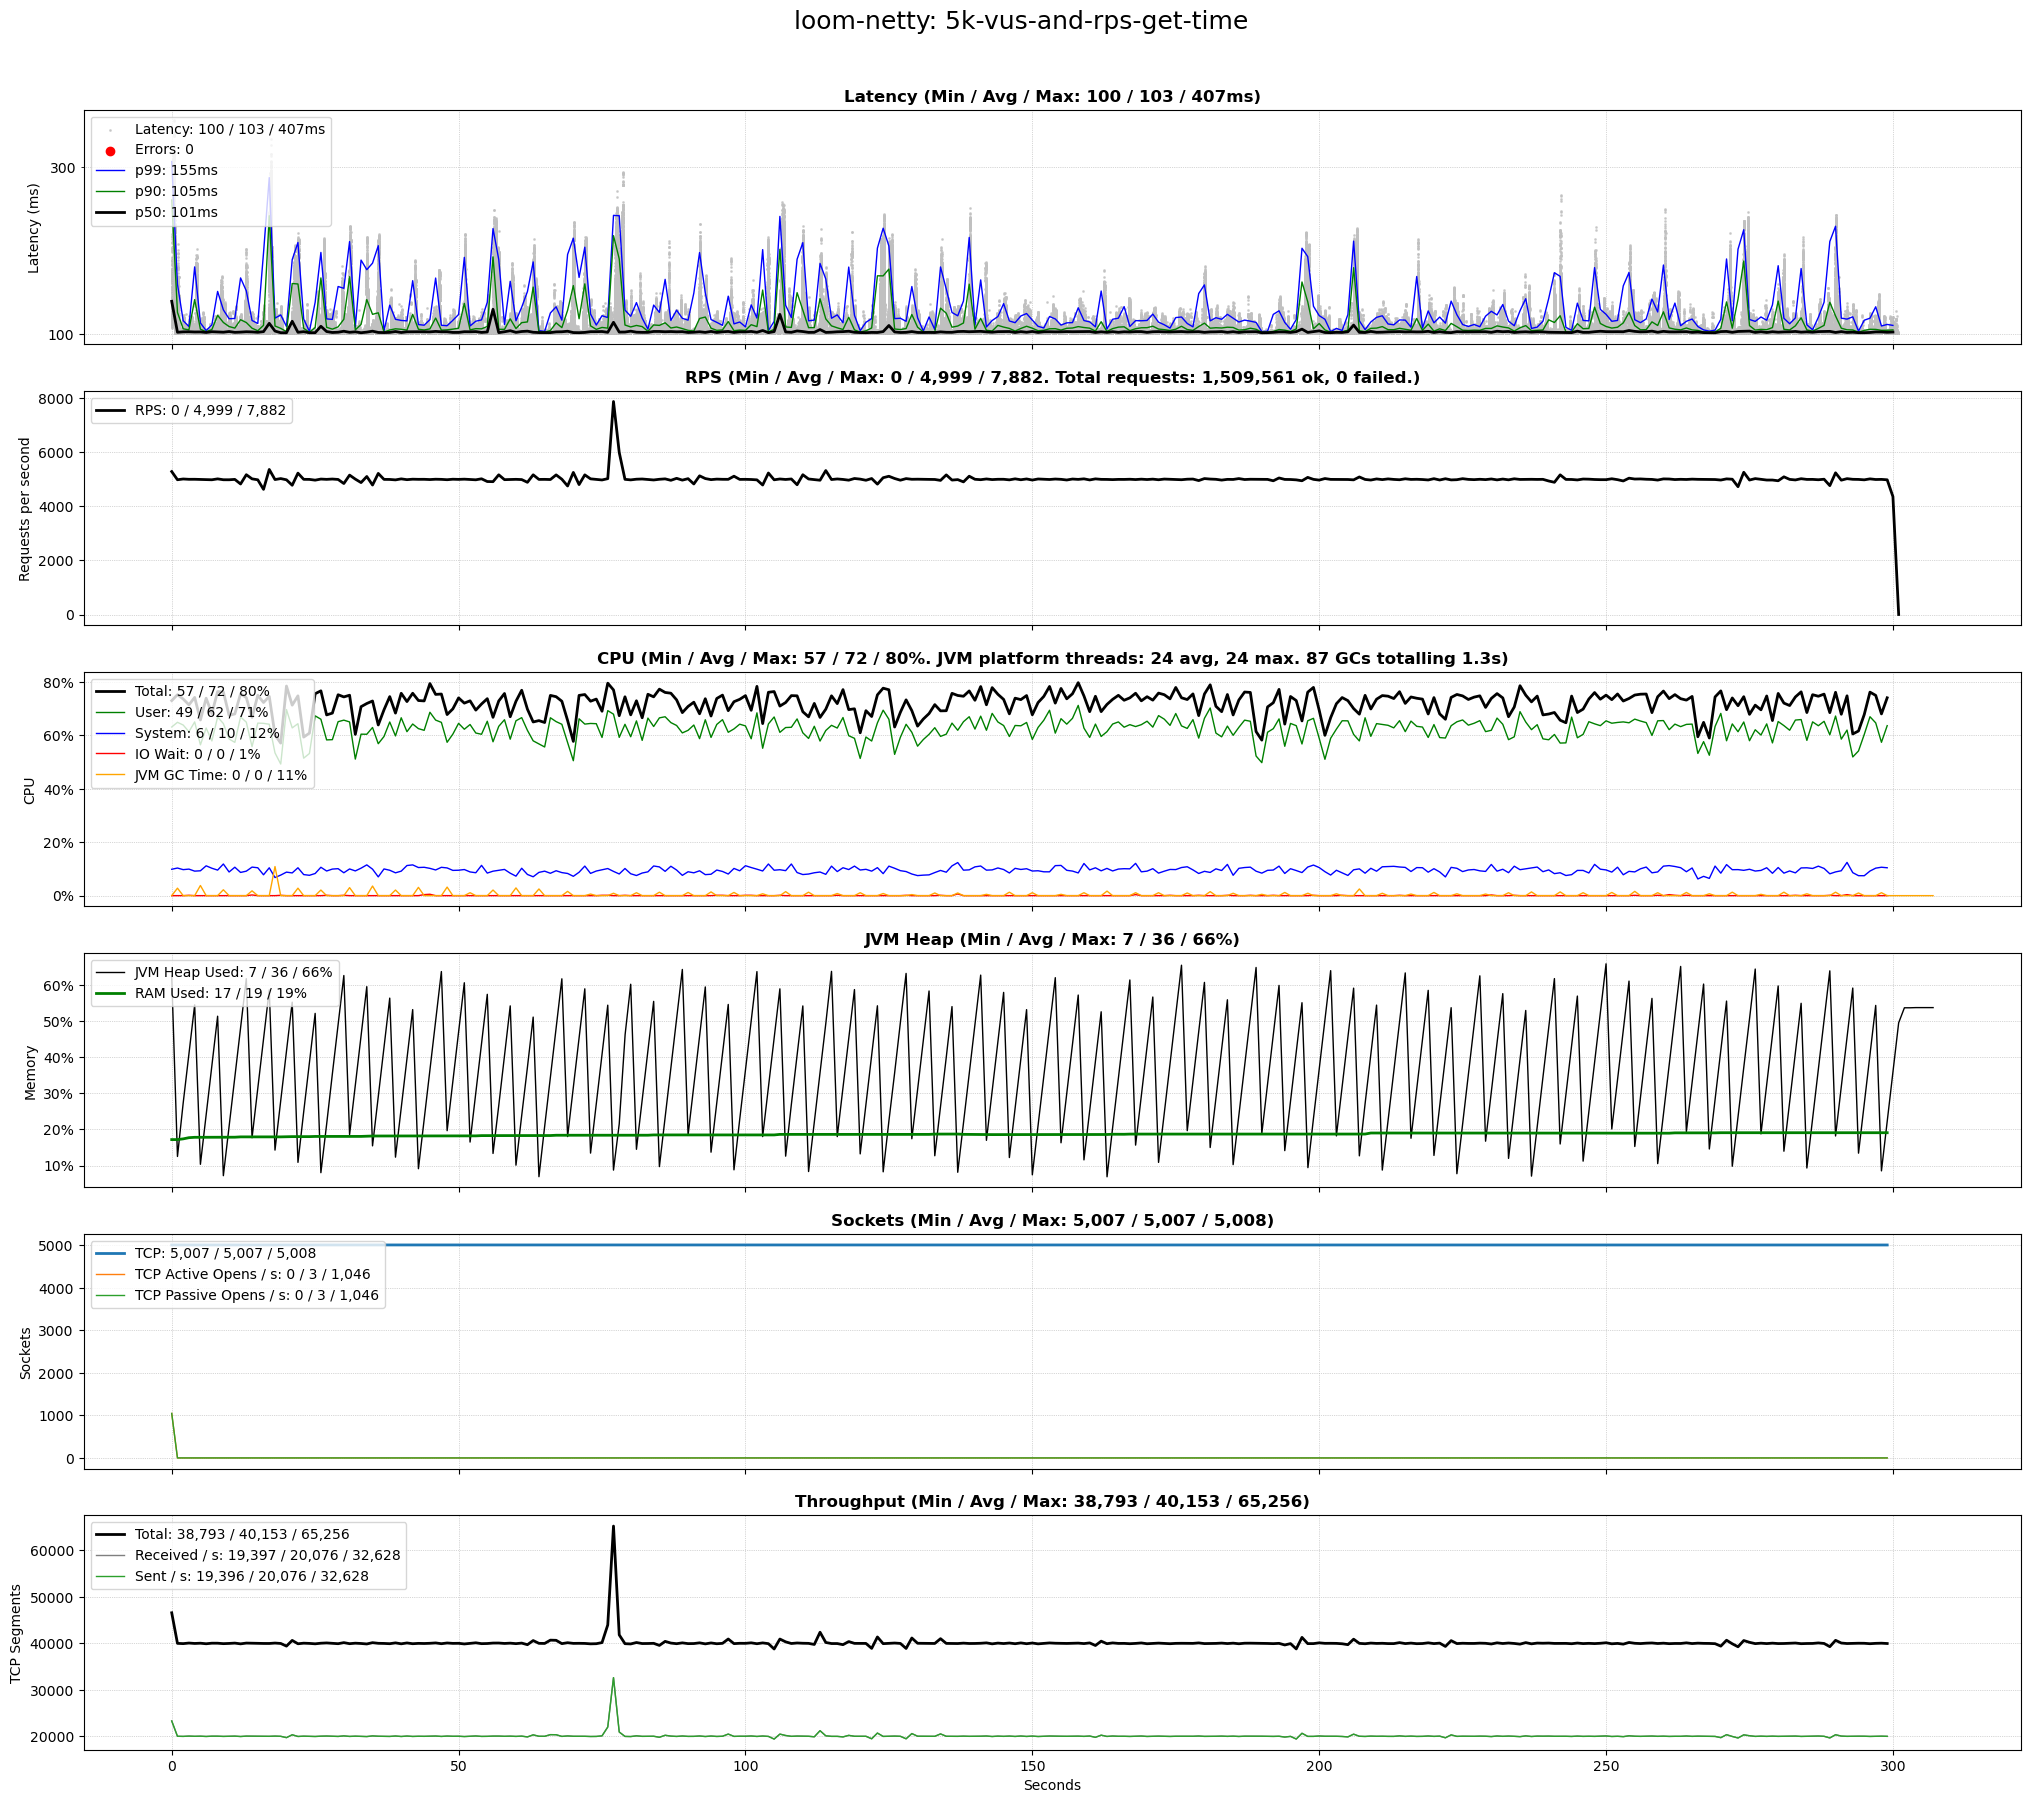 loom-netty: 5k-vus-and-rps-get-time
Latency (Min / Avg / Max: 100 / 103 / 407ms)
Latency: 100 / 103 / 407ms
Errors: 0
p99: 155ms
p90: 105ms
p50: 101ms
Latency (ms)
300
100
RPS (Min / Avg / Max: 0 / 4,999 / 7,882. Total requests: 1,509,561 ok, 0 failed.)
RPS: 0 / 4,999 / 7,882
Requests per second
8000
6000
4000
2000
0
CPU (Min / Avg / Max: 57 / 72 / 80%. JVM platform threads: 24 avg, 24 max. 87 GCs totalling 1.3s)
Total: 57 / 72 / 80%
User: 49 / 62 / 71%
System: 6 / 10 / 12%
IO Wait: 0 / 0 / 1%
JVM GC Time: 0 / 0 / 11%
CPU
80%
60%
40%
20%
0%
JVM Heap (Min / Avg / Max: 7 / 36 / 66%)
JVM Heap Used: 7 / 36 / 66%
RAM Used: 17 / 19 / 19%
Memory
60%
50%
40%
30%
20%
10%
Sockets (Min / Avg / Max: 5,007 / 5,007 / 5,008)
TCP: 5,007 / 5,007 / 5,008
TCP Active Opens / s: 0 / 3 / 1,046
TCP Passive Opens / s: 0 / 3 / 1,046
Sockets
5000
4000
3000
2000
1000
0
Throughput (Min / Avg / Max: 38,793 / 40,153 / 65,256)
Total: 38,793 / 40,153 / 65,256
Received / s: 19,397 / 20,076 / 32,628
Sent / s: 19,396 / 20,076 / 32,628
TCP Segments
60000
50000
40000
30000
20000
0 50 100 150 200 250 300
Seconds